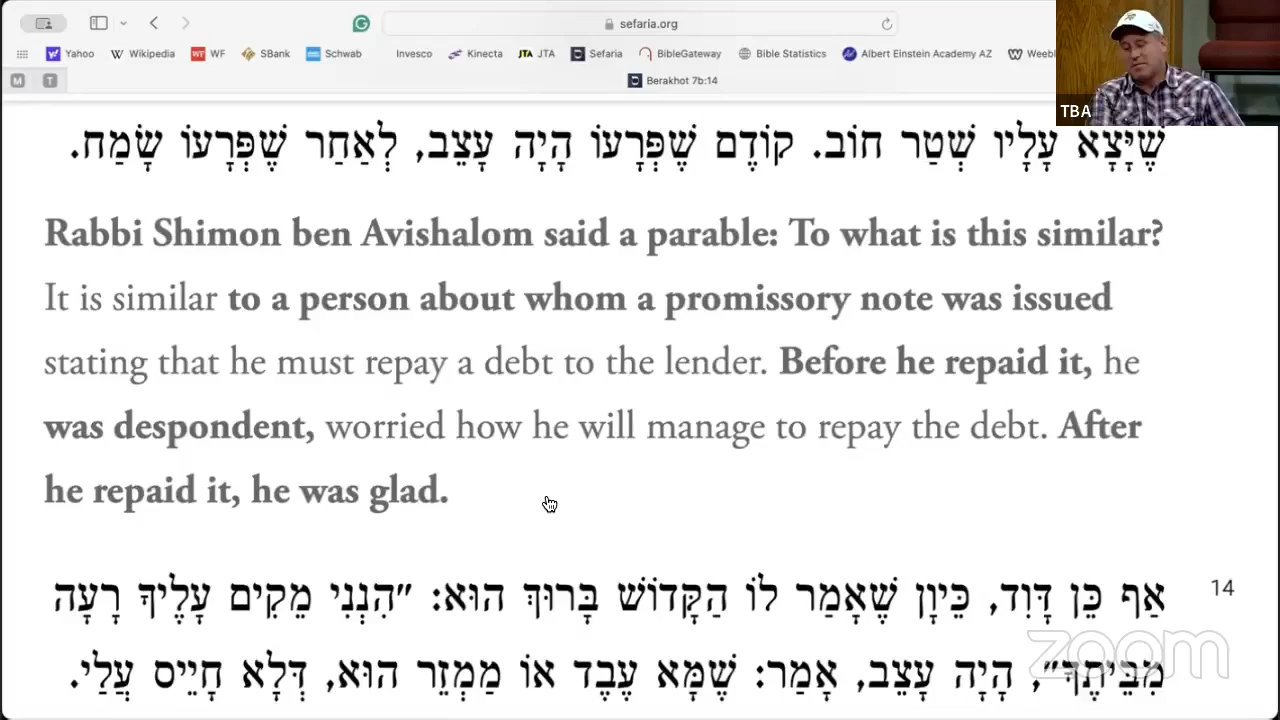 sefaria.org
Yahoo Wikipedia WF SBank Schwab Invesco Kinecta JTA Sefaria BibleGateway Bible Statistics Albert Einstein Academy AZ Weeb
M T Berakhot 7b:14
TBA
שֶׁיָּצָא עָלָיו שְׁטַר חוֹב. קוֹדֶם שֶׁפְּרָעוֹ הָיָה עָצֵב, לְאַחַר שֶׁפְּרָעוֹ שָׂמַח.
Rabbi Shimon ben Avishalom said a parable: To what is this similar?
It is similar to a person about whom a promissory note was issued
stating that he must repay a debt to the lender. Before he repaid it, he
was despondent, worried how he will manage to repay the debt. After
he repaid it, he was glad.
14
אַף כֵּן דָּוִד, כֵּיוָן שֶׁאָמַר לוֹ הַקָּדוֹשׁ בָּרוּךְ הוּא: ״הִנְנִי מֵקִים עָלֶיךָ רָעָה
מִבֵּיתֶךָ״, הָיָה עָצֵב, אָמַר: שֶׁמָּא עֶבֶד אוֹ מַמְזֵר הוּא, דְּלָא חָיֵיס עֲלַי.
zoom